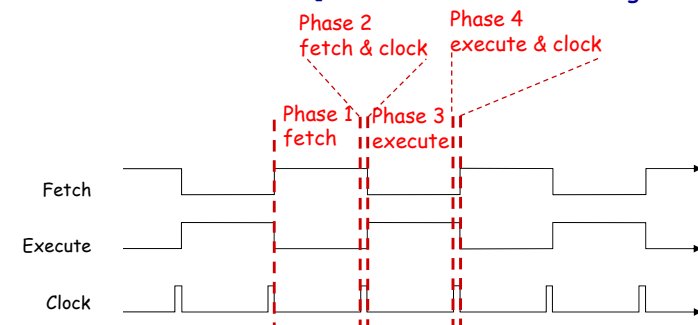 Phase 2
fetch & clock
Phase 4
execute & clock
Phase 1
fetch
Phase 3
execute
Fetch
Execute
Clock